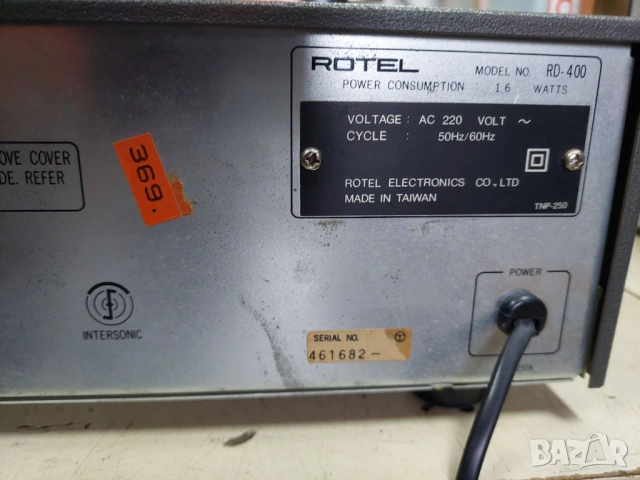 ROTEL
MODEL NO. RD-400
POWER CONSUMPTION : 16 WATTS
VOLTAGE : AC 220 VOLT ~
CYCLE : 50Hz/60Hz
ROTEL ELECTRONICS CO.,LTD
MADE IN TAIWAN
TNP-250
OVE COVER
DE. REFER
369.
INTERSONIC
POWER
SERIAL NO.
461682-
BAZAR